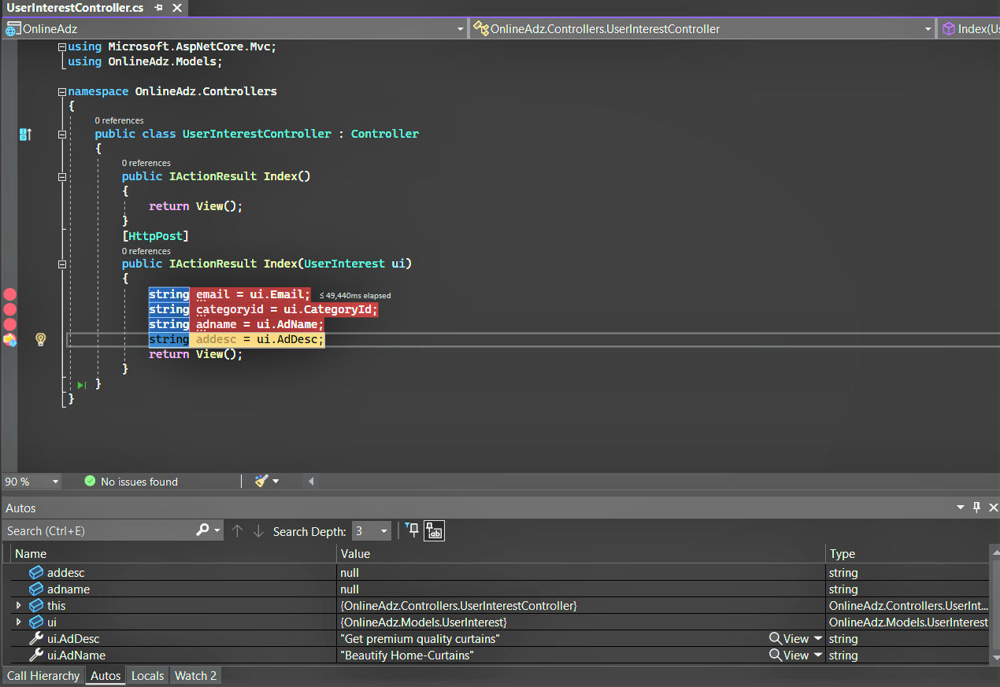 UserInterestController.cs
OnlineAdz OnlineAdz.Controllers.UserInterestController Index(Us
using Microsoft.AspNetCore.Mvc;
using OnlineAdz.Models;
namespace OnlineAdz.Controllers
{
0 references
public class UserInterestController : Controller
{
0 references
public IActionResult Index()
{
return View();
}
[HttpPost]
0 references
public IActionResult Index(UserInterest ui)
{
string email = ui.Email; ≤ 49,440ms elapsed
string categoryid = ui.CategoryId;
string adname = ui.AdName;
string addesc = ui.AdDesc;
return View();
}
}
}
90 % No issues found
Autos
Search (Ctrl+E) Search Depth: 3
Name Value Type
addesc null string
adname null string
this {OnlineAdz.Controllers.UserInterestController} OnlineAdz.Controllers.UserInt...
ui {OnlineAdz.Models.UserInterest} OnlineAdz.Models.UserInterest
ui.AdDesc "Get premium quality curtains" View string
ui.AdName "Beautify Home-Curtains" View string
Call Hierarchy Autos Locals Watch 2